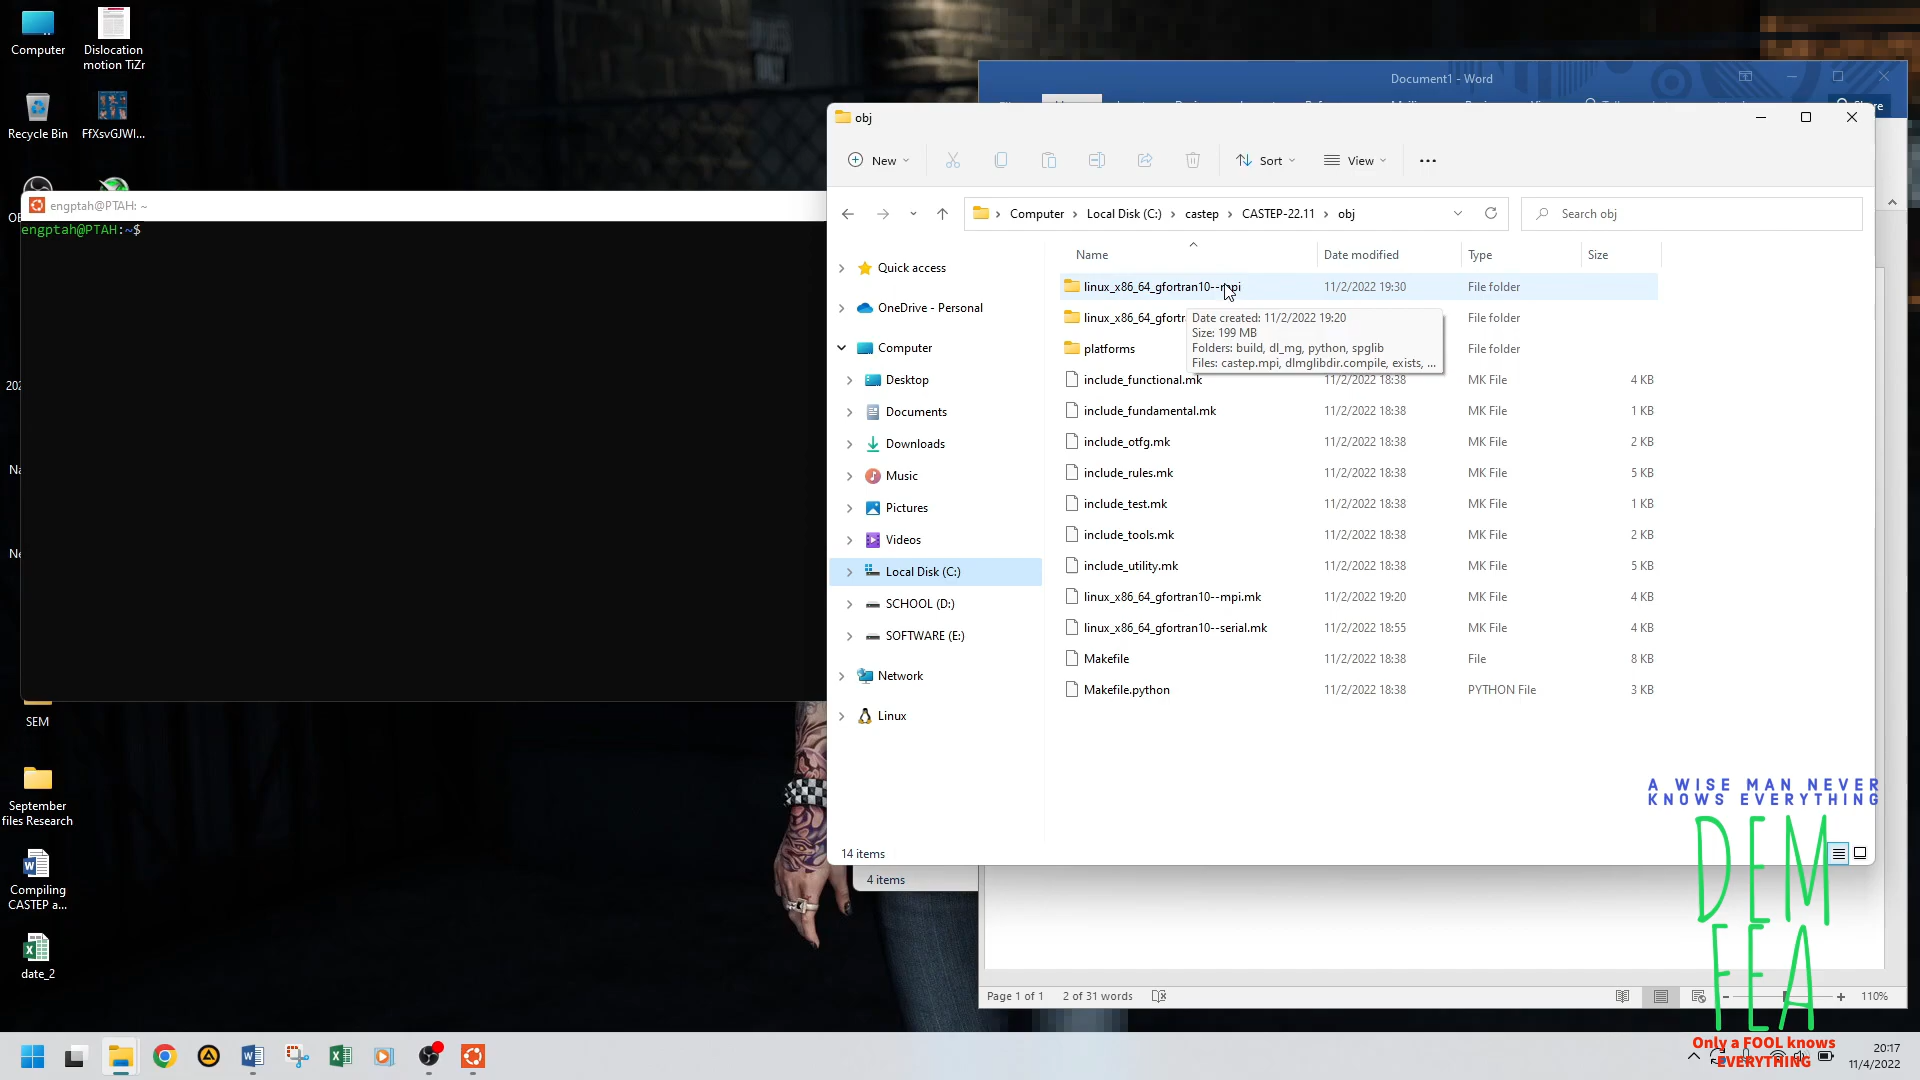 Computer
Dislocation
motion TiZr
Recycle Bin
FfXsvGJWI...
engptah@PTAH: ~
engptah@PTAH:~$
SEM
September
files Research
Compiling
CASTEP a...
date_2
Document1 - Word
obj
New
Sort
View
Computer
Local Disk (C:)
castep
CASTEP-22.11
obj
Search obj
Quick access
OneDrive - Personal
Computer
Desktop
Documents
Downloads
Music
Pictures
Videos
Local Disk (C:)
SCHOOL (D:)
SOFTWARE (E:)
Network
Linux
Name Date modified Type Size
linux_x86_64_gfortran10--mpi 11/2/2022 19:30 File folder
linux_x86_64_gfortr File folder
platforms File folder
Date created: 11/2/2022 19:20
Size: 199 MB
Folders: build, dl_mg, python, spglib
Files: castep.mpi, dlmglibdir.compile, exists, ...
include_functional.mk 11/2/2022 18:38 MK File 4 KB
include_fundamental.mk 11/2/2022 18:38 MK File 1 KB
include_otfg.mk 11/2/2022 18:38 MK File 2 KB
include_rules.mk 11/2/2022 18:38 MK File 5 KB
include_test.mk 11/2/2022 18:38 MK File 1 KB
include_tools.mk 11/2/2022 18:38 MK File 2 KB
include_utility.mk 11/2/2022 18:38 MK File 5 KB
linux_x86_64_gfortran10--mpi.mk 11/2/2022 19:20 MK File 4 KB
linux_x86_64_gfortran10--serial.mk 11/2/2022 18:55 MK File 4 KB
Makefile 11/2/2022 18:38 File 8 KB
Makefile.python 11/2/2022 18:38 PYTHON File 3 KB
14 items
4 items
A WISE MAN NEVER
KNOWS EVERYTHING
DEM
FEA
Only a FOOL knows
EVERYTHING
Page 1 of 1 2 of 31 words 110%
20:17
11/4/2022